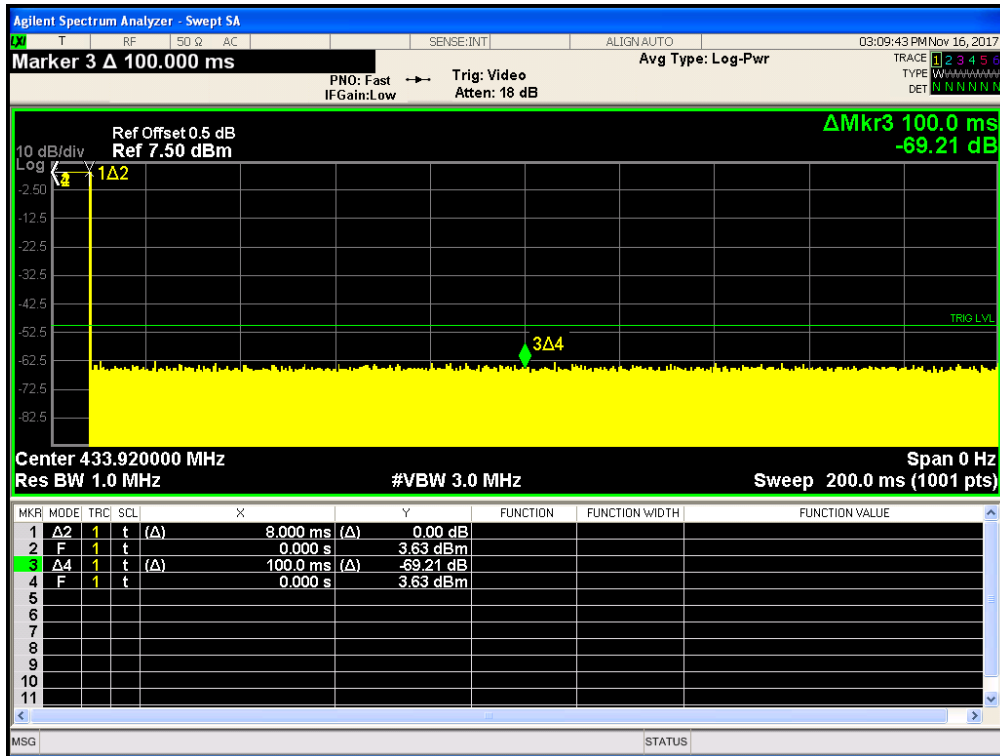 Agilent Spectrum Analyzer - Swept SA
LXI T RF 50 Ω AC SENSE:INT ALIGN AUTO 03:09:43 PM Nov 16, 2017
Marker 3 Δ 100.000 ms
PNO: Fast
IFGain:Low
Trig: Video
Atten: 18 dB
Avg Type: Log-Pwr
TRACE 1 2 3 4 5 6
TYPE
DET N N N N N N
ΔMkr3 100.0 ms
-69.21 dB
Ref Offset 0.5 dB
10 dB/div Ref 7.50 dBm
Log
1Δ2
-2.50
-12.5
-22.5
-32.5
-42.5
TRIG LVL
-52.5
3Δ4
-62.5
-72.5
-82.5
Center 433.920000 MHz Span 0 Hz
Res BW 1.0 MHz #VBW 3.0 MHz Sweep 200.0 ms (1001 pts)
MKR MODE TRC SCL X Y FUNCTION FUNCTION WIDTH FUNCTION VALUE
1 Δ2 1 t (Δ) 8.000 ms (Δ) 0.00 dB
2 F 1 t 0.000 s 3.63 dBm
3 Δ4 1 t (Δ) 100.0 ms (Δ) -69.21 dB
4 F 1 t 0.000 s 3.63 dBm
5
6
7
8
9
10
11
MSG STATUS